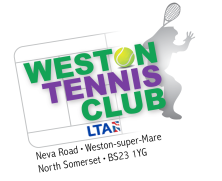 WESTON
TENNIS
CLUB
LTA
Neva Road • Weston-super-Mare
North Somerset • BS23 1YG